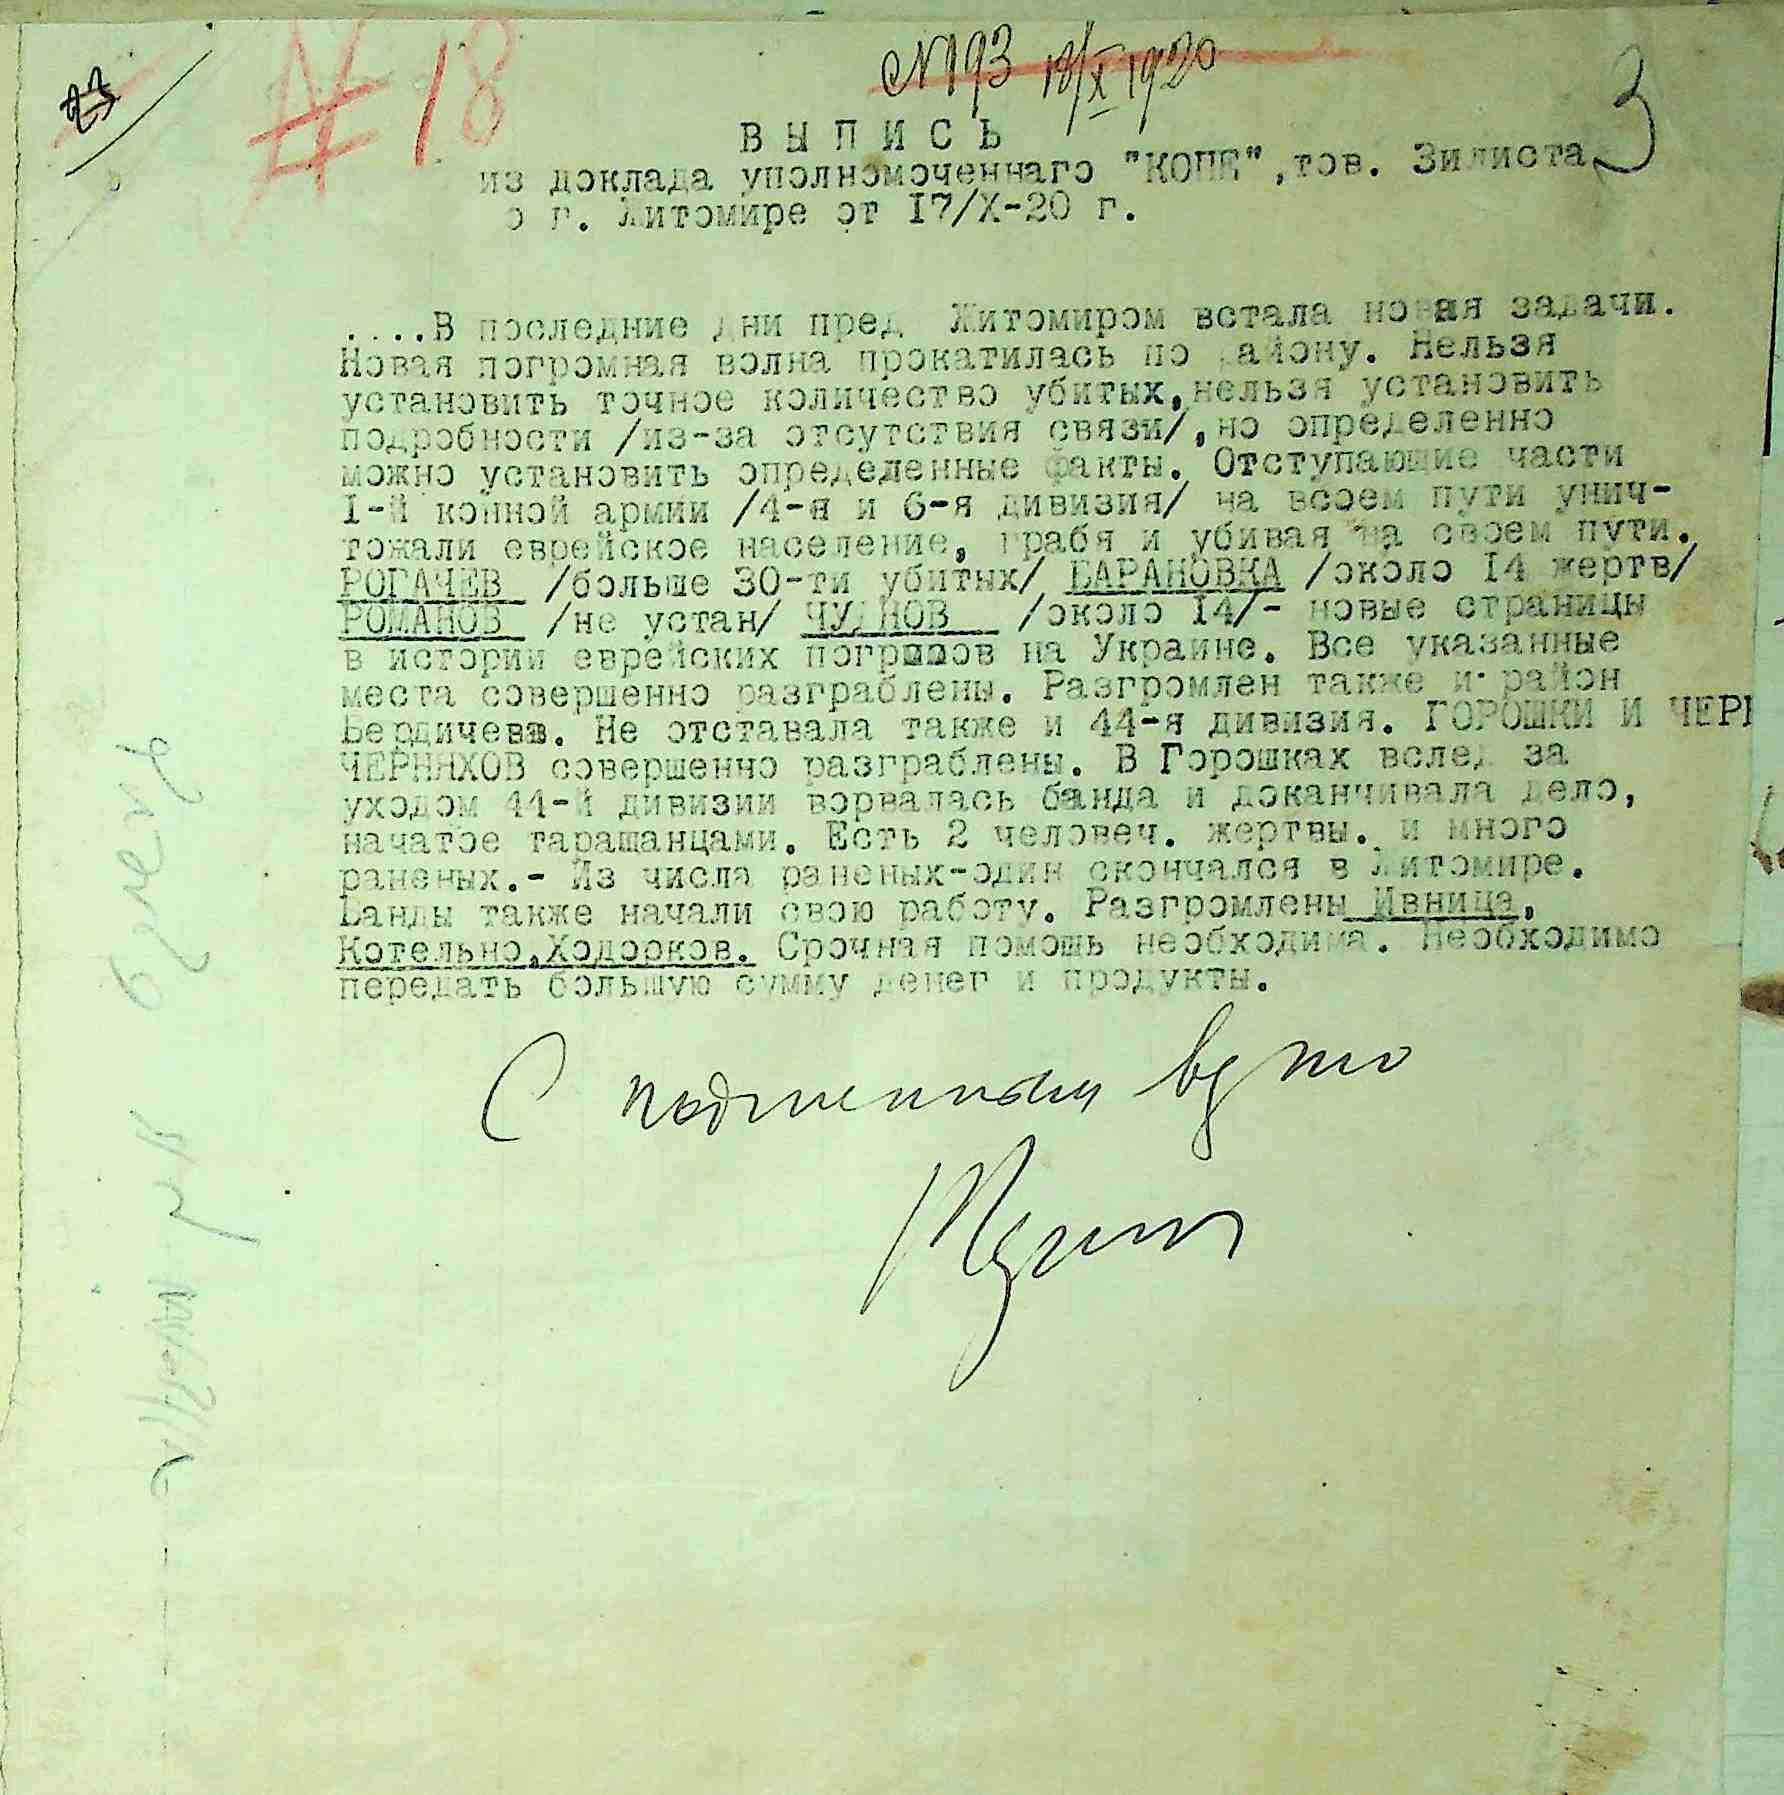 23
№ 18
№193 18/X 1920
3
ВЫПИСЬ
из доклада уполномоченнаго "КОПЕ",тов. Зилиста
о г. Житомире от 17/X-20 г.
....В последние дни пред Житомиром встала новая задачи.
Новая погромная волна прокатилась по району. Нельзя
установить точное количество убитых,нельзя установить
подробности /из-за отсутствия связи/,но определенно
можно установить определенные факты. Отступающие части
I-й конной армии /4-я и 6-я дивизия/ на всоем пути унич-
тожали еврейское население, грабя и убивая на своем пути.
РОГАЧЕВ /больше 30-ти убитых/ БАРАНОВКА /около 14 жертв/
РОМАНОВ /не устан/ ЧУДНОВ /около 14/- новые страницы
в истории еврейских погромов на Украине. Все указанные
места совершенно разграблены. Разгромлен также и район
Бердичева. Не отставала также и 44-я дивизия. ГОРОШКИ И ЧЕРН
ЧЕРНЯХОВ совершенно разграблены. В Горошках вслед за
уходом 44-й дивизии ворвалась банда и доканчивала дело,
начатое таращанцами. Есть 2 человеч. жертвы. и много
раненых.- Из числа раненых-один скончался в Житомире.
Банды также начали свою работу. Разгромлены Ивница,
Котельно,Ходорков. Срочная помощь необходима. Необходимо
передать большую сумму денег и продукты.
С подлинным верно